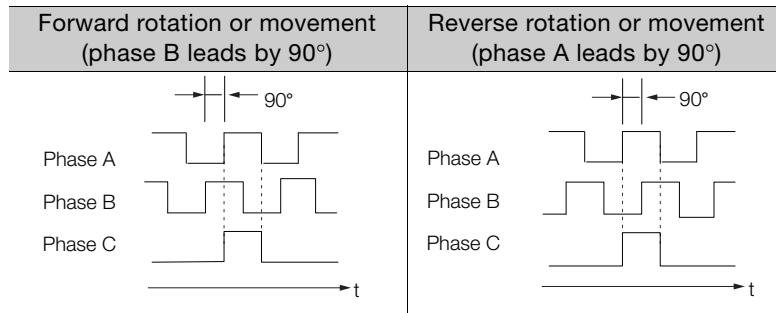 Forward rotation or movement
(phase B leads by 90°)
Reverse rotation or movement
(phase A leads by 90°)
90°
Phase A
Phase B
Phase C
t
90°
Phase A
Phase B
Phase C
t